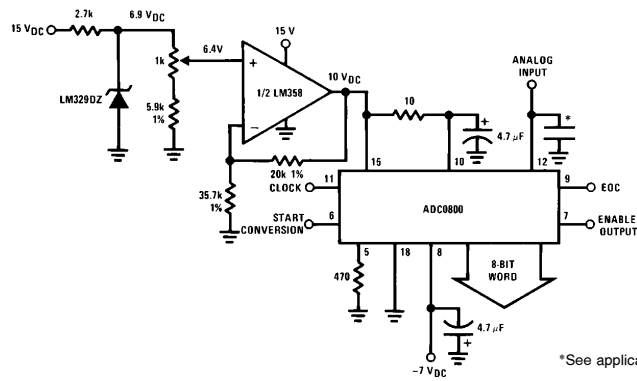 2.7k
6.9 VDC
15 VDC
15 V
ANALOG
INPUT
1k
6.4V
+
10 VDC
1/2 LM358
LM329DZ
10
+
*
5.9k
1%
−
4.7 µF
20k 1%
15
10
12
35.7k
1%
CLOCK
11
9
EOC
ADC0800
START
CONVERSION
6
7
ENABLE
OUTPUT
5
18
8
8-BIT
WORD
470
4.7 µF
+
−7 VDC
*See applica